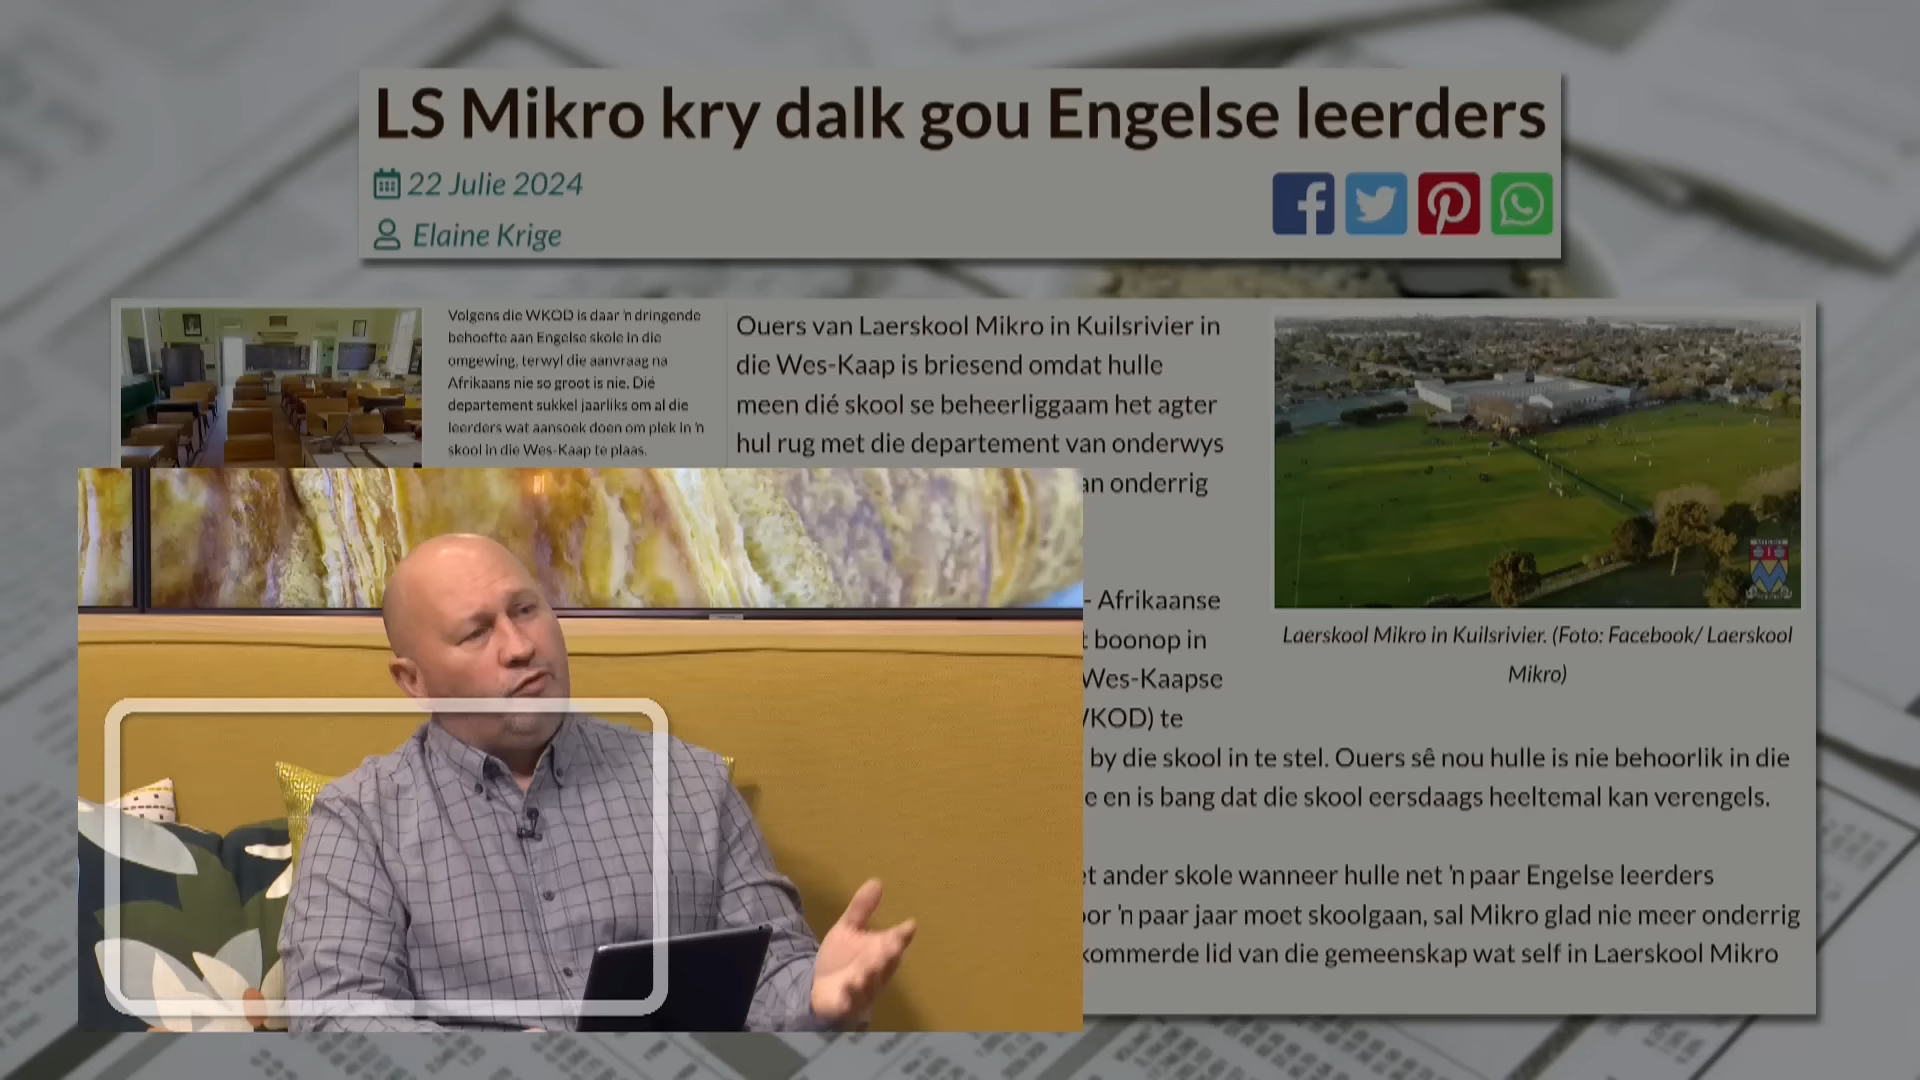 LS Mikro kry dalk gou Engelse leerders
22 Julie 2024
Elaine Krige
Volgens die WKOD is daar 'n dringende
behoefte aan Engelse skole in die
omgewing, terwyl die aanvraag na
Afrikaans nie so groot is nie. Dié
departement sukkel jaarliks om al die
leerders wat aansoek doen om plek in 'n
skool in die Wes-Kaap te plaas.
Ouers van Laerskool Mikro in Kuilsrivier in
die Wes-Kaap is briesend omdat hulle
meen dié skool se beheerliggaam het agter
hul rug met die departement van onderwys
onderrig
- Afrikaanse
boonop in
Wes-Kaapse
te
by die skool in te stel. Ouers sê nou hulle is nie behoorlik in die
en is bang dat die skool eersdaags heeltemal kan verengels.
ander skole wanneer hulle net 'n paar Engelse leerders
'n paar jaar moet skoolgaan, sal Mikro glad nie meer onderrig
lid van die gemeenskap wat self in Laerskool Mikro
Laerskool Mikro in Kuilsrivier. (Foto: Facebook/ Laerskool
Mikro)